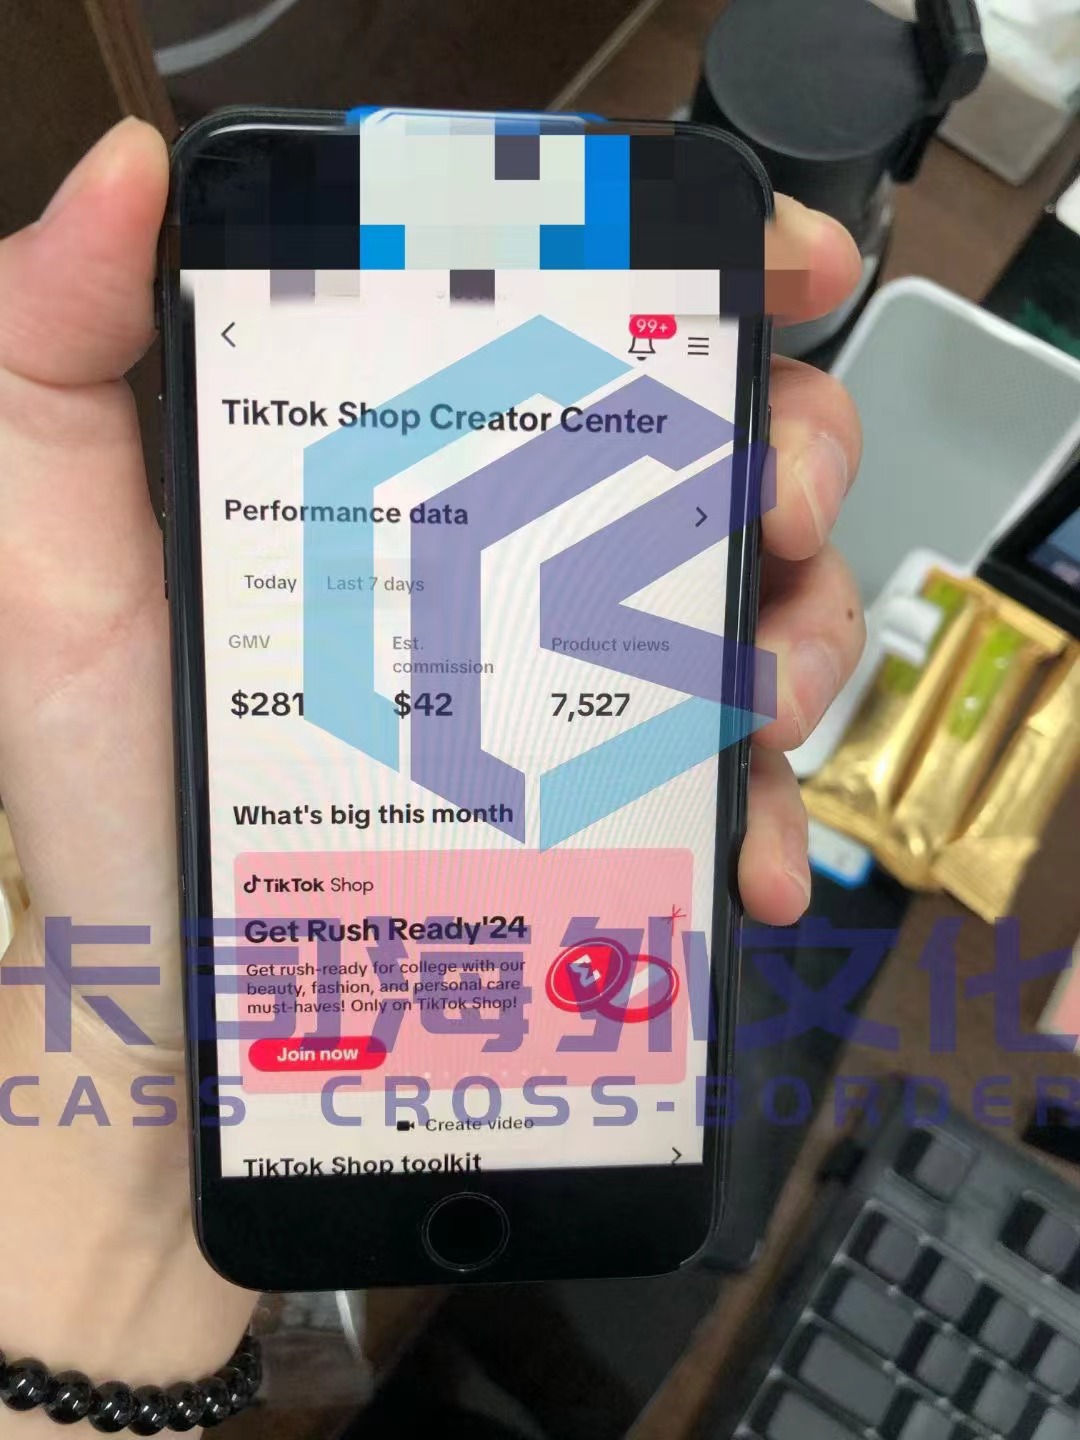 99+
TikTok Shop Creator Center
Performance data
Today Last 7 days
GMV Est. commission Product views
$281 $42 7,527
What's big this month
TikTok Shop
Get Rush Ready'24
Get rush-ready for college with our
beauty, fashion, and personal care
must-haves! Only on TikTok Shop!
Join now
卡司海外文化
CASS CROSS-BORDER
Create video
TikTok Shop toolkit